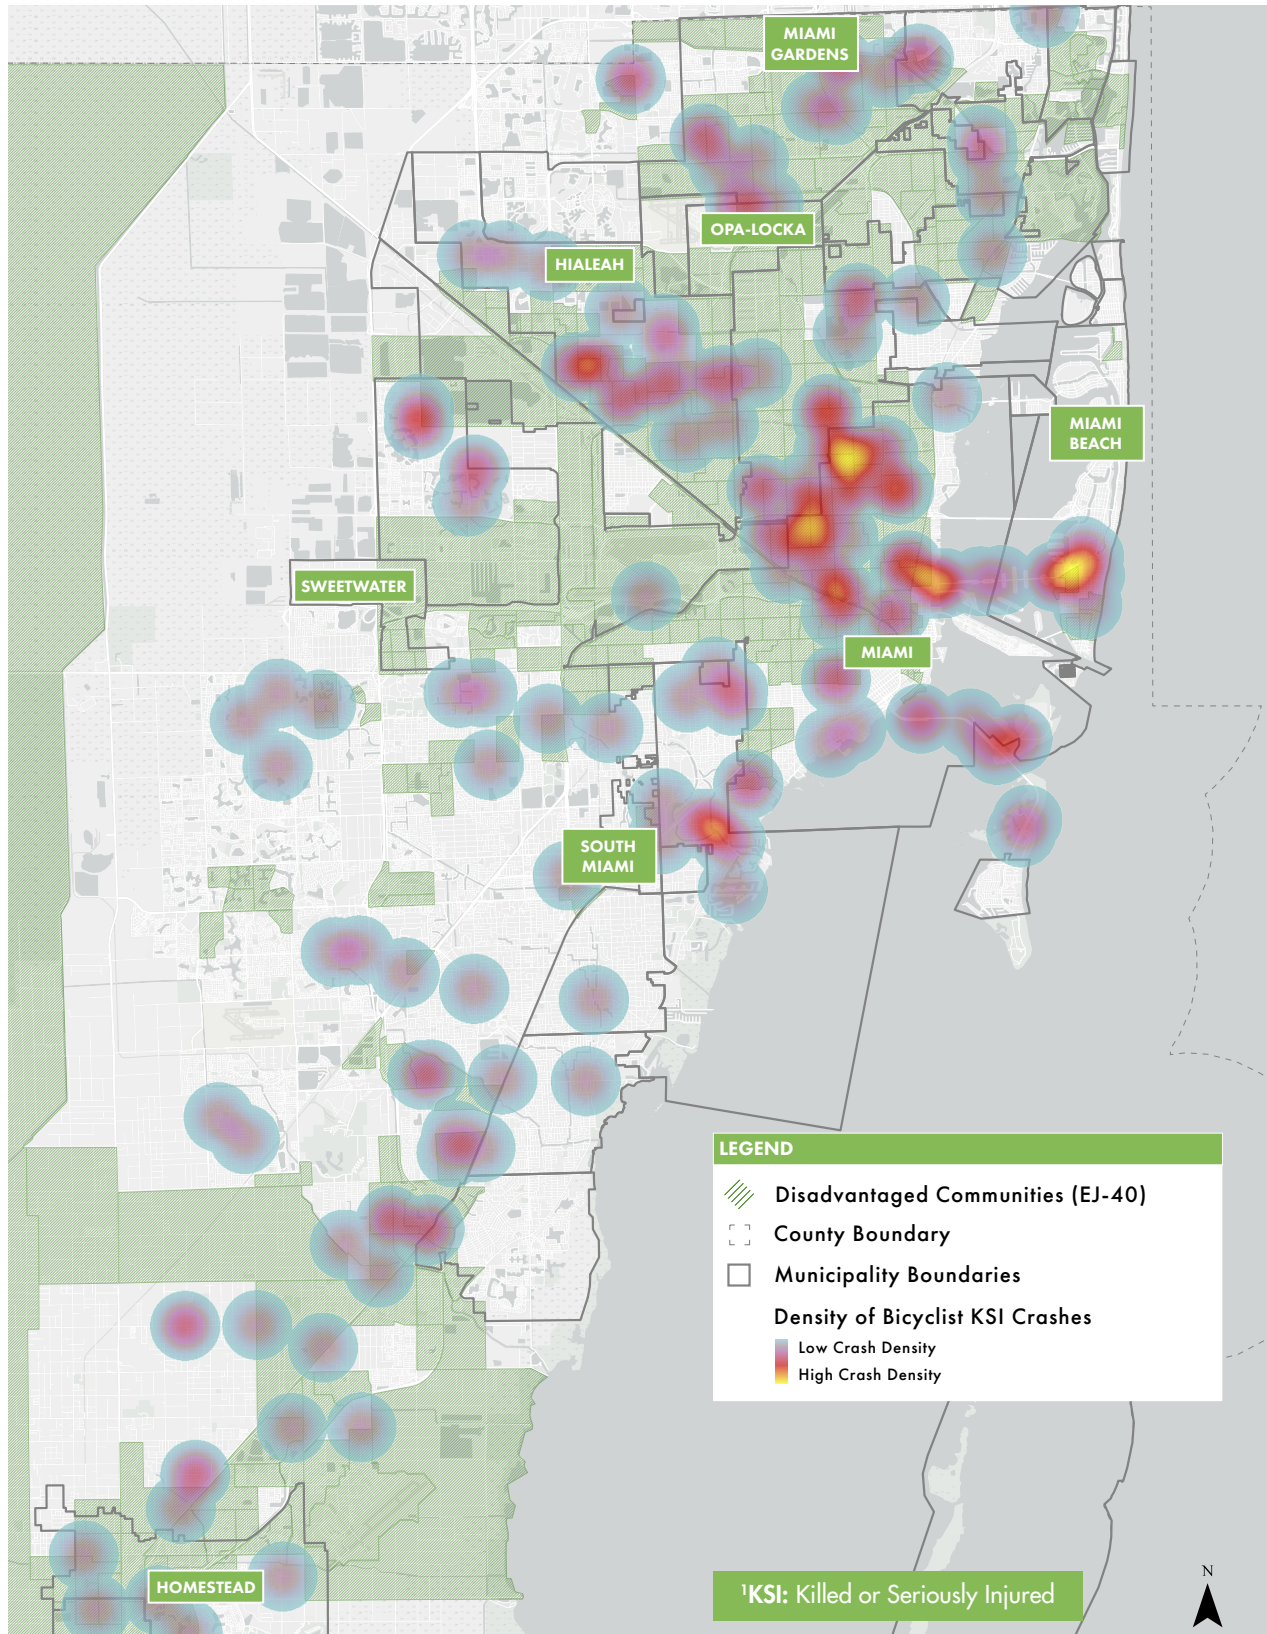 MIAMI
GARDENS
OPA-LOCKA
HIALEAH
MIAMI
BEACH
SWEETWATER
MIAMI
SOUTH
MIAMI
LEGEND
Disadvantaged Communities (EJ-40)
County Boundary
Municipality Boundaries
Density of Bicyclist KSI Crashes
Low Crash Density
High Crash Density
HOMESTEAD
¹KSI: Killed or Seriously Injured
N